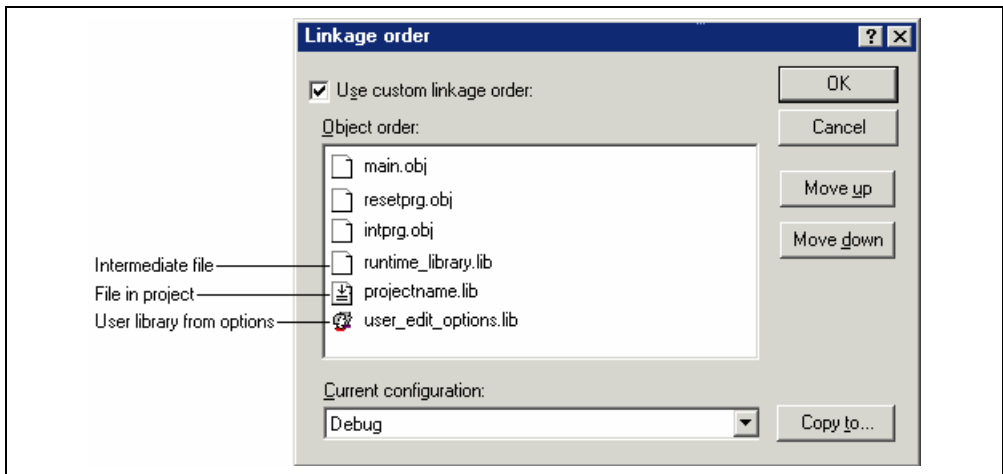 Linkage order
Use custom linkage order:
OK
Object order:
Cancel
main.obj
resetprg.obj
Move up
intprg.obj
Move down
Intermediate file
runtime_library.lib
File in project
projectname.lib
User library from options
user_edit_options.lib
Current configuration:
Debug
Copy to...